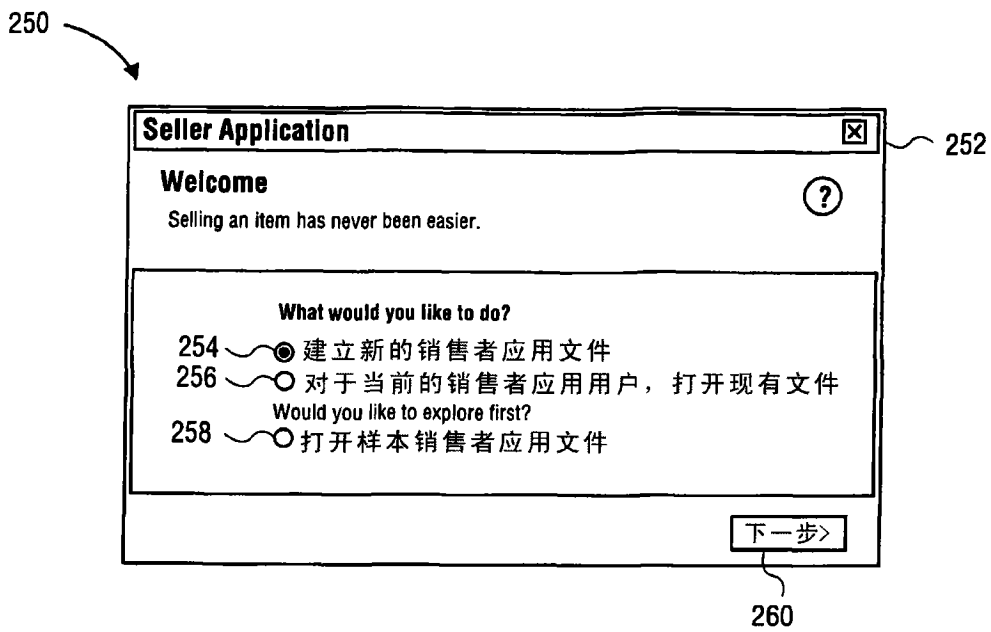 250
Seller Application
252
Welcome
?
Selling an item has never been easier.
What would you like to do?
254 建立新的销售者应用文件
256 对于当前的销售者应用用户，打开现有文件
Would you like to explore first?
258 打开样本销售者应用文件
下一步>
260